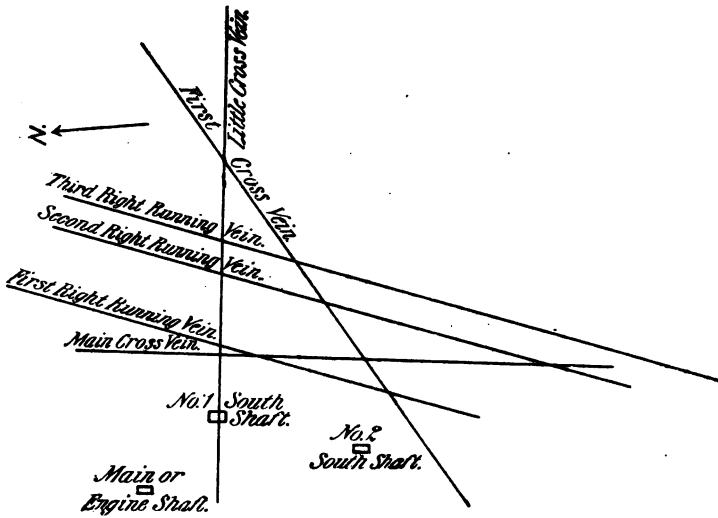 Little Cross Vein.
First Cross Vein.
N.
Third Right Running Vein.
Second Right Running Vein.
First Right Running Vein.
Main Cross Vein.
No.1 South
Shaft.
No.2
South Shaft.
Main or
Engine Shaft.